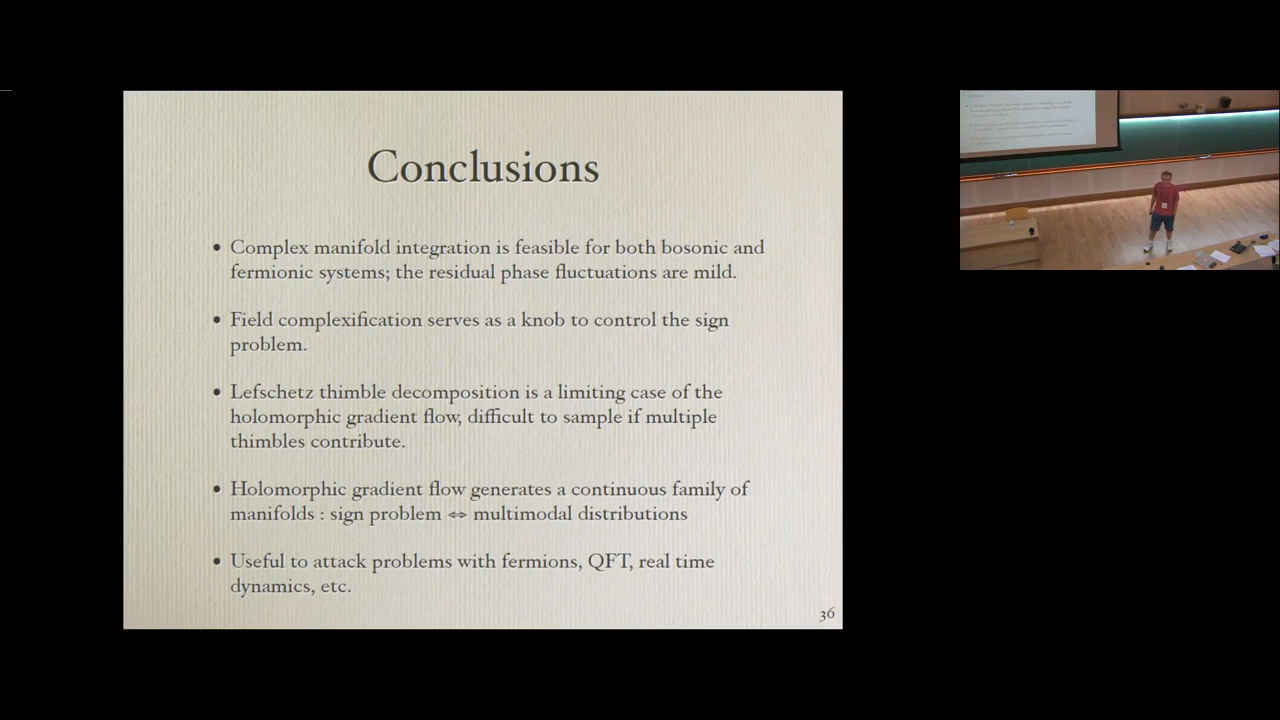 Conclusions
• Complex manifold integration is feasible for both bosonic and
fermionic systems; the residual phase fluctuations are mild.
• Field complexification serves as a knob to control the sign
problem.
• Lefschetz thimble decomposition is a limiting case of the
holomorphic gradient flow, difficult to sample if multiple
thimbles contribute.
• Holomorphic gradient flow generates a continuous family of
manifolds : sign problem ⇔ multimodal distributions
• Useful to attack problems with fermions, QFT, real time
dynamics, etc.
36